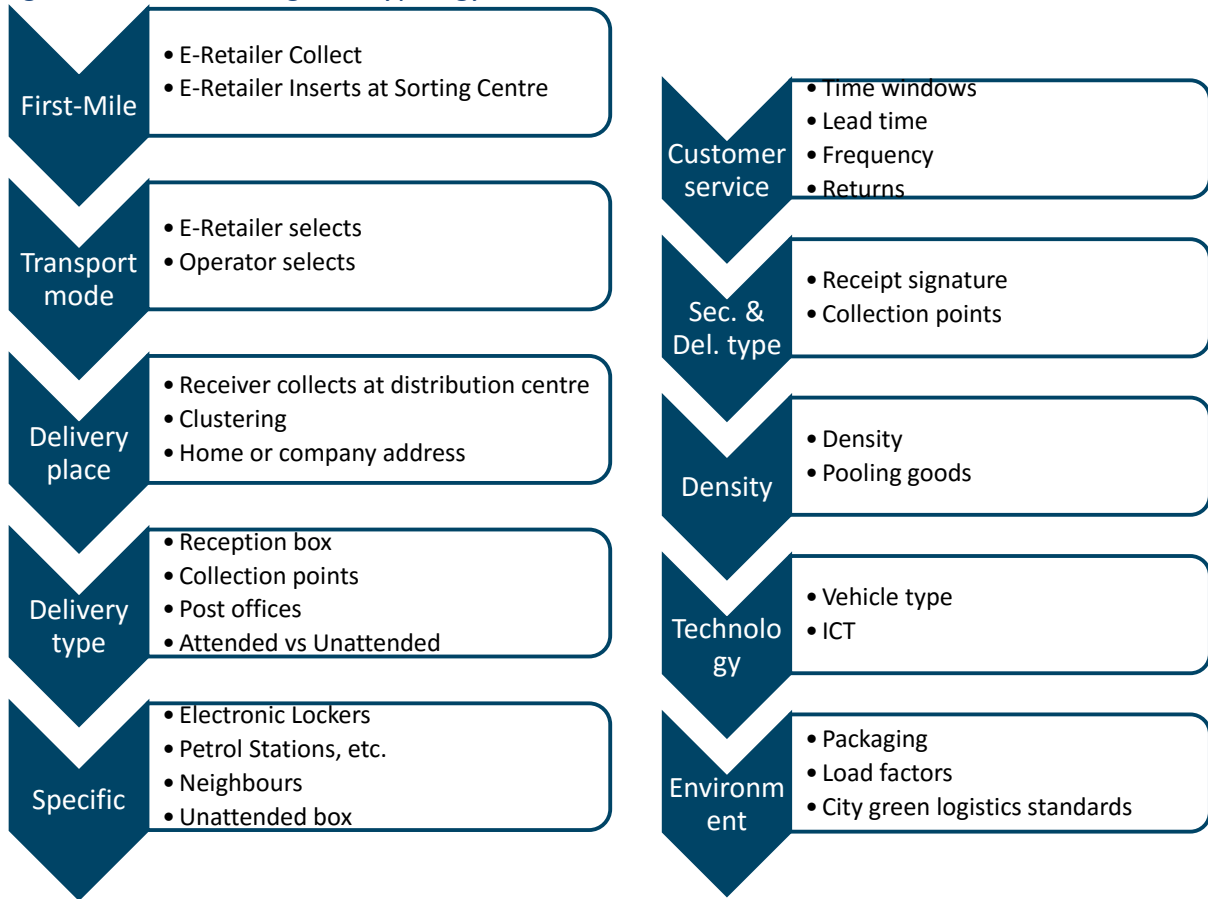 First-Mile
• E-Retailer Collect
• E-Retailer Inserts at Sorting Centre
Transport
mode
• E-Retailer selects
• Operator selects
Delivery
place
• Receiver collects at distribution centre
• Clustering
• Home or company address
Delivery
type
• Reception box
• Collection points
• Post offices
• Attended vs Unattended
Specific
• Electronic Lockers
• Petrol Stations, etc.
• Neighbours
• Unattended box
Customer
service
• Time windows
• Lead time
• Frequency
• Returns
Sec. &
Del. type
• Receipt signature
• Collection points
Density
• Density
• Pooling goods
Technolo
gy
• Vehicle type
• ICT
Environm
ent
• Packaging
• Load factors
• City green logistics standards